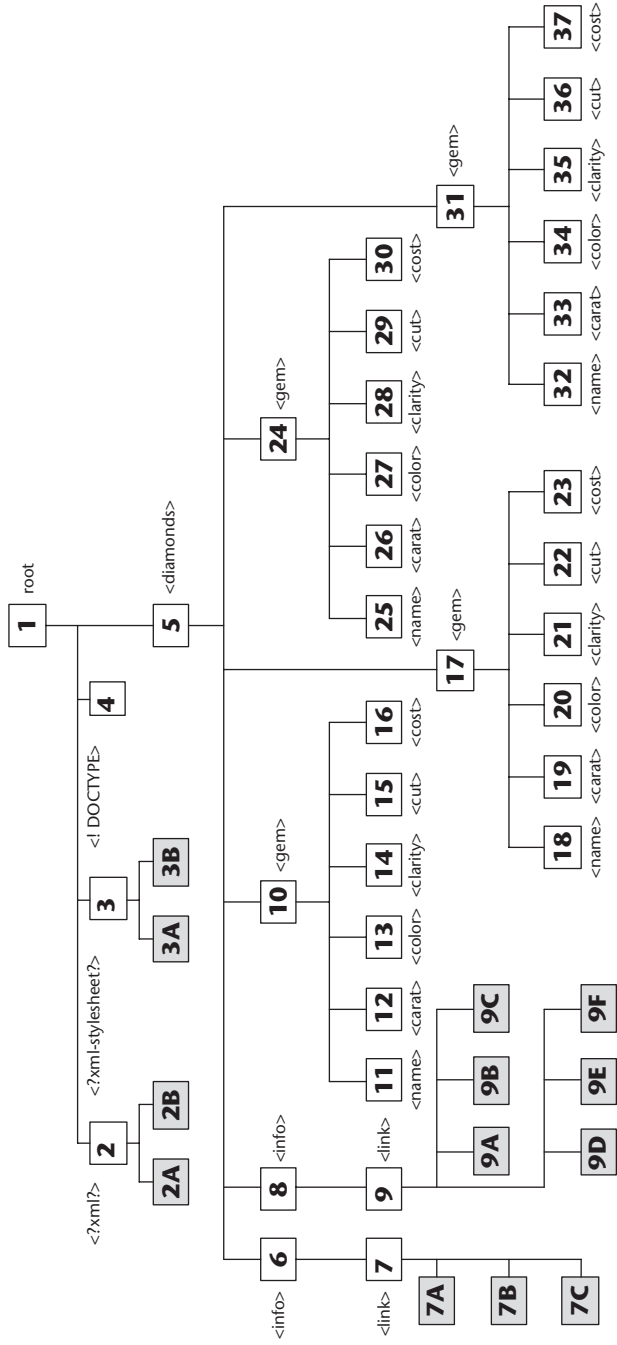 1
root
<?xml?>
2
2A
2B
<?xml-stylesheet?>
3
3A
3B
<! DOCTYPE>
4
5
<diamonds>
<info>
6
<link>
7
7A
7B
7C
8
<info>
9
<link>
9A
9B
9C
9D
9E
9F
10
<gem>
11
12
13
14
15
16
<name>
<carat>
<color>
<clarity>
<cut>
<cost>
17
<gem>
18
19
20
21
22
23
<name>
<carat>
<color>
<clarity>
<cut>
<cost>
24
<gem>
25
26
27
28
29
30
<name>
<carat>
<color>
<clarity>
<cut>
<cost>
31
<gem>
32
33
34
35
36
37
<name>
<carat>
<color>
<clarity>
<cut>
<cost>